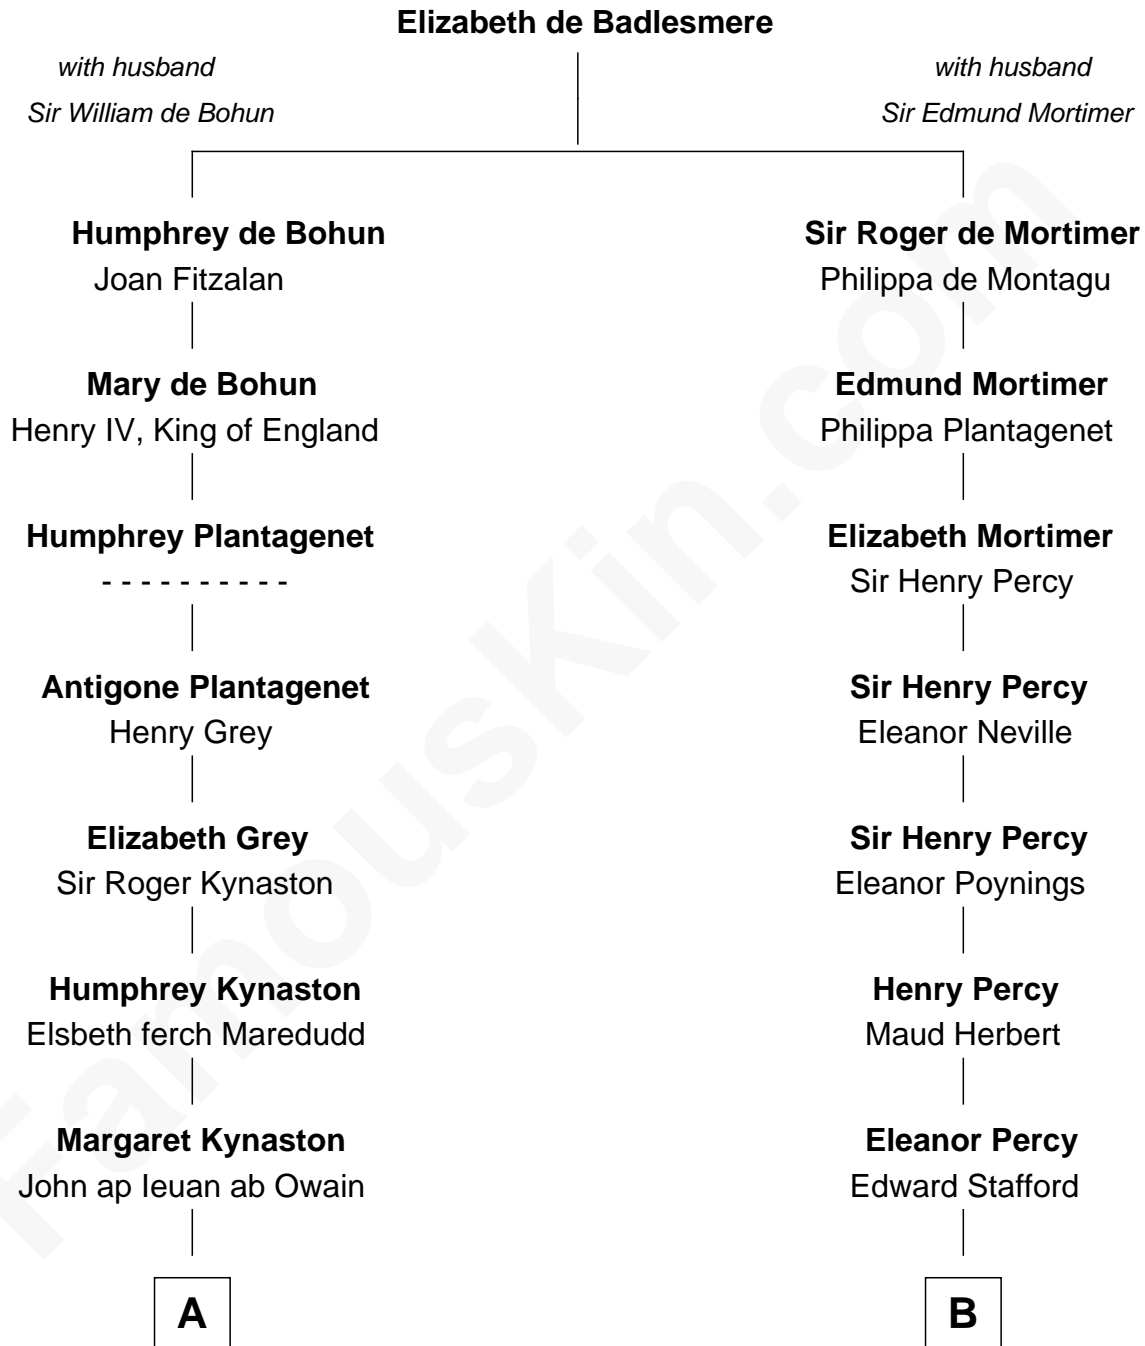 Elizabeth de Badlesmere
with husband
Sir William de Bohun
with husband
Sir Edmund Mortimer
Humphrey de Bohun
Joan Fitzalan
Sir Roger de Mortimer
Philippa de Montagu
Mary de Bohun
Henry IV, King of England
Edmund Mortimer
Philippa Plantagenet
Humphrey Plantagenet
- - - - - - - - - -
Elizabeth Mortimer
Sir Henry Percy
Antigone Plantagenet
Henry Grey
Sir Henry Percy
Eleanor Neville
Elizabeth Grey
Sir Roger Kynaston
Sir Henry Percy
Eleanor Poynings
Humphrey Kynaston
Elsbeth ferch Maredudd
Henry Percy
Maud Herbert
Margaret Kynaston
John ap Ieuan ab Owain
Eleanor Percy
Edward Stafford
A
B
FamousKin.com